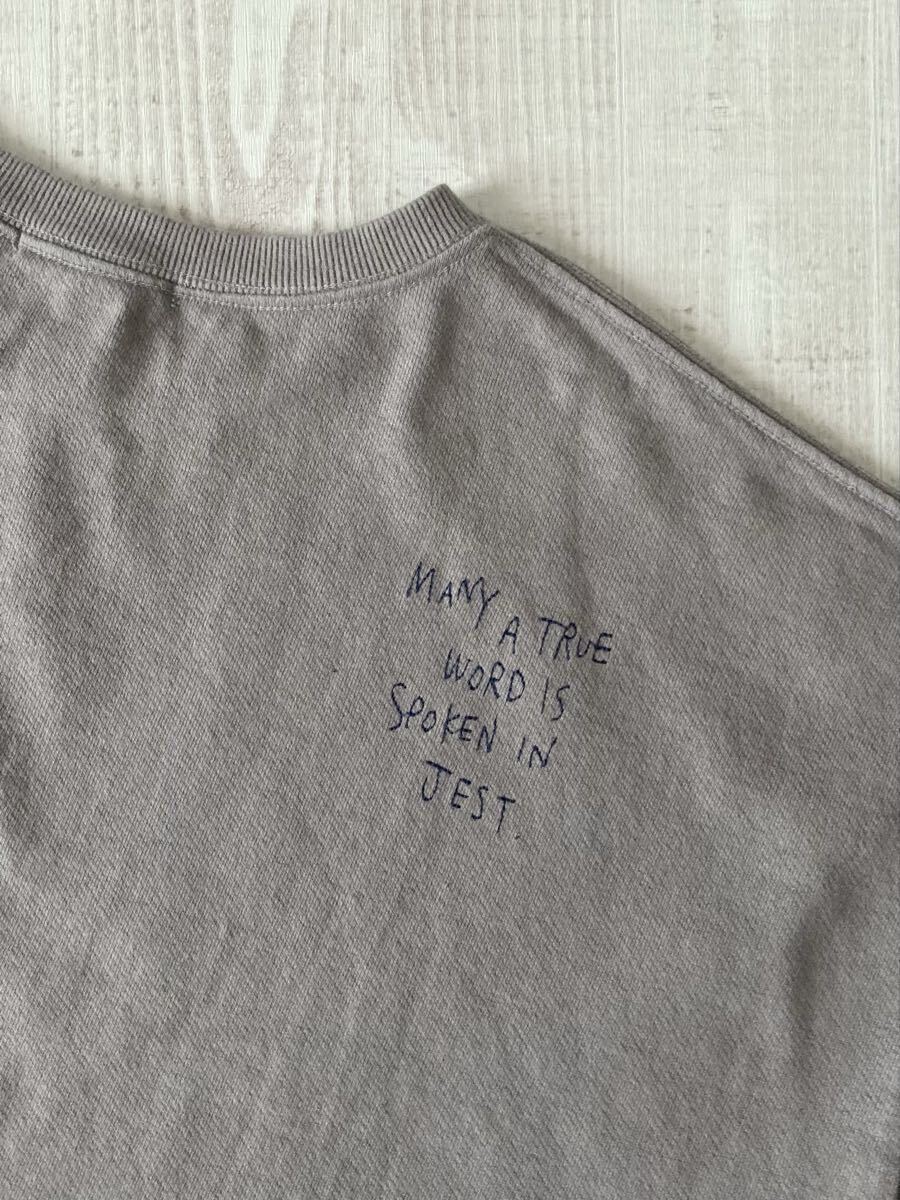 MANY
A TRUE
WORD IS
SPOKEN IN
JEST.